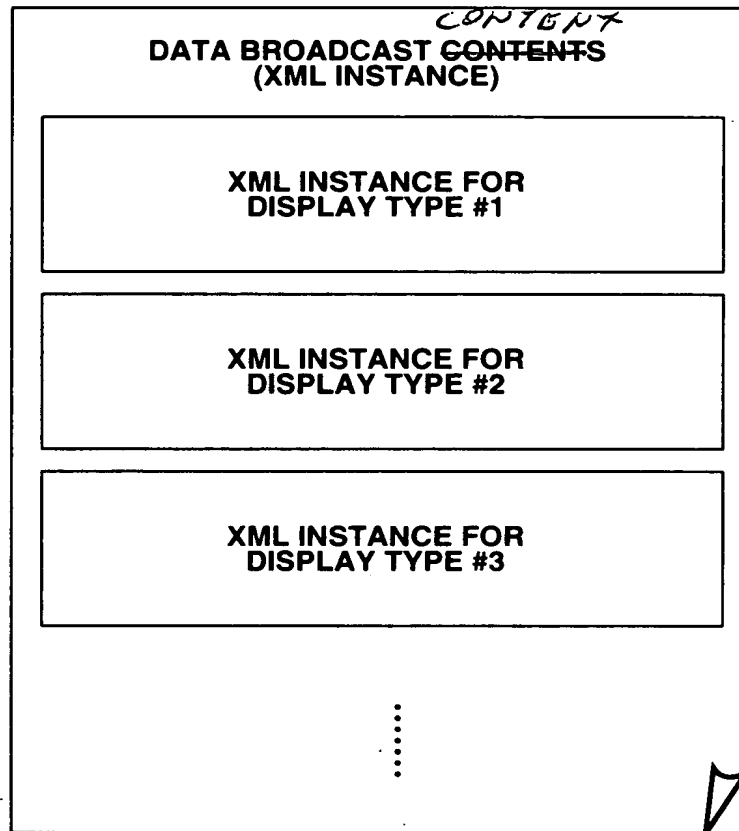 CONTENT
DATA BROADCAST CONTENTS
(XML INSTANCE)
XML INSTANCE FOR
DISPLAY TYPE #1
XML INSTANCE FOR
DISPLAY TYPE #2
XML INSTANCE FOR
DISPLAY TYPE #3